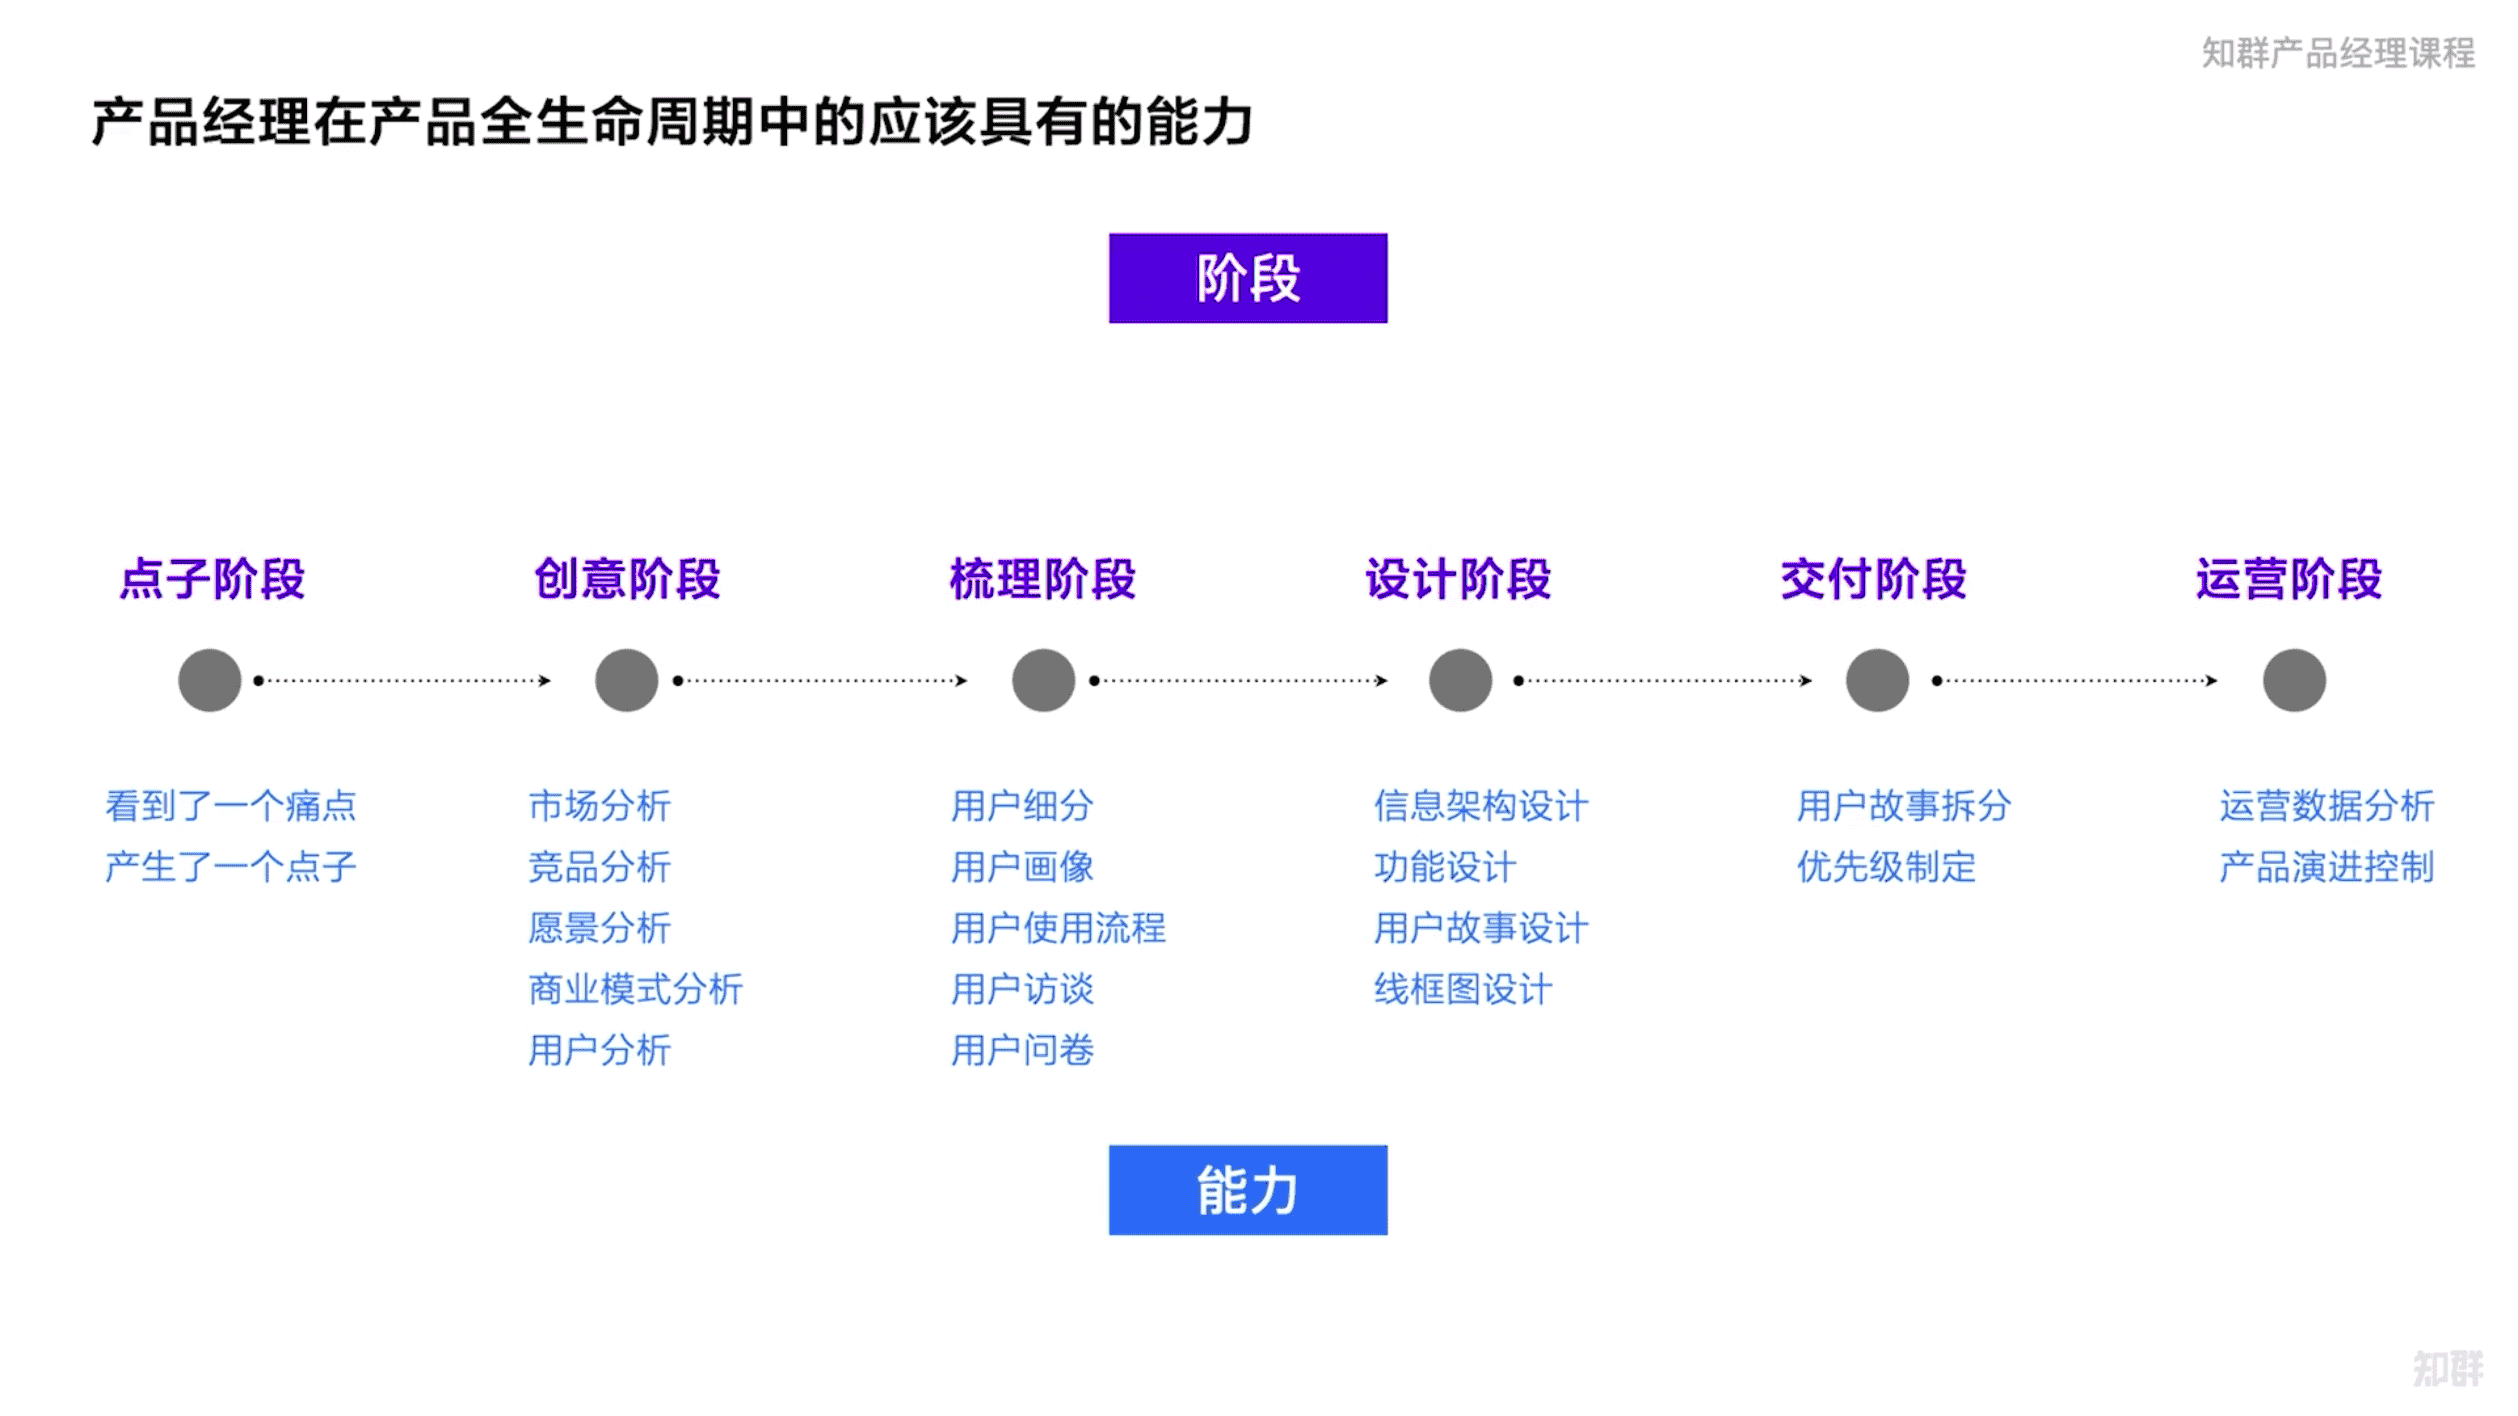 知群产品经理课程
产品经理在产品全生命周期中的应该具有的能力
阶段
点子阶段
创意阶段
梳理阶段
设计阶段
交付阶段
运营阶段
看到了一个痛点
产生了一个点子
市场分析
竞品分析
愿景分析
商业模式分析
用户分析
用户细分
用户画像
用户使用流程
用户访谈
用户问卷
信息架构设计
功能设计
用户故事设计
线框图设计
用户故事拆分
优先级制定
运营数据分析
产品演进控制
能力
知群